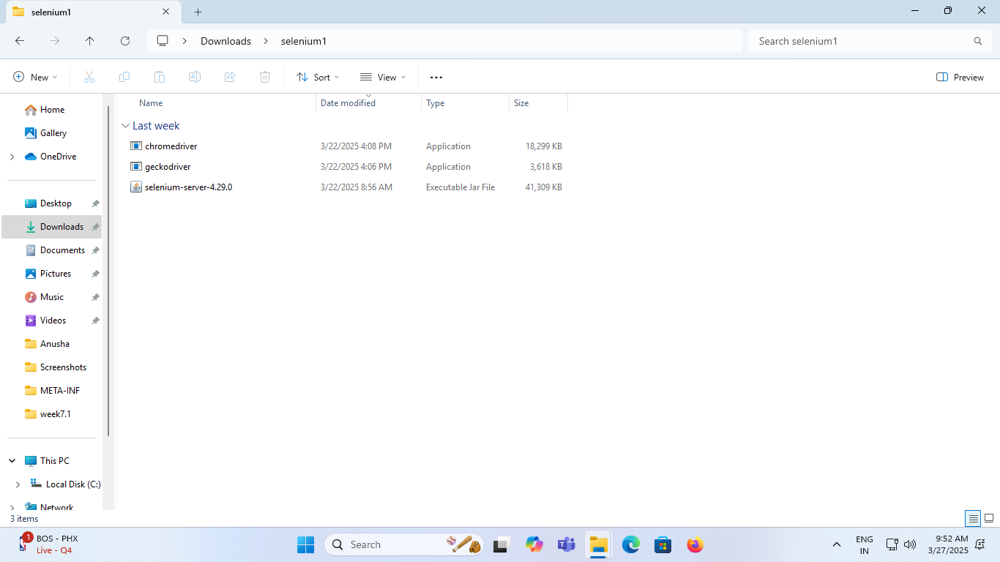 selenium1
Downloads selenium1 Search selenium1
New Sort View Preview
Name Date modified Type Size
Last week
chromedriver 3/22/2025 4:08 PM Application 18,299 KB
geckodriver 3/22/2025 4:06 PM Application 3,618 KB
selenium-server-4.29.0 3/22/2025 8:56 AM Executable Jar File 41,309 KB
Home
Gallery
OneDrive
Desktop
Downloads
Documents
Pictures
Music
Videos
Anusha
Screenshots
META-INF
week7.1
This PC
Local Disk (C:)
Network
3 items
1 BOS - PHX
Live - Q4
Search
ENG
IN
9:52 AM
3/27/2025